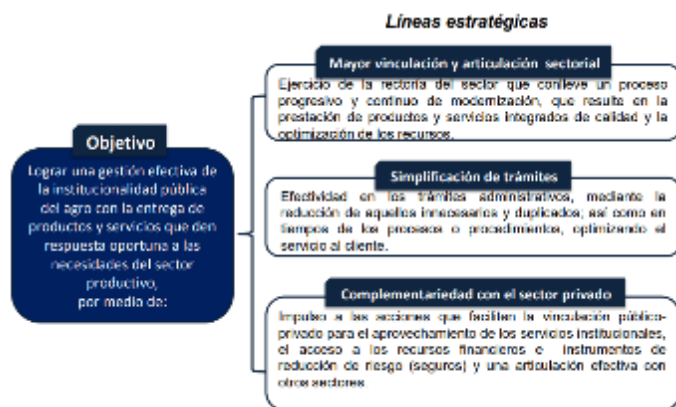 Líneas estratégicas
Mayor vinculación y articulación sectorial
Ejercicio de la rectoría del sector que conlleve un proceso
progresivo y continuo de modernización, que resulte en la
prestación de productos y servicios integrados de calidad y la
optimización de los recursos.
Objetivo
Lograr una gestión efectiva de
la institucionalidad pública
del agro con la entrega de
productos y servicios que den
respuesta oportuna a las
necesidades del sector
productivo,
por medio de:
Simplificación de trámites
Efectividad en los trámites administrativos, mediante la
reducción de aquellos innecesarios y duplicados; así como en
tiempos de los procesos o procedimientos, optimizando el
servicio al cliente.
Complementariedad con el sector privado
Impulso a las acciones que faciliten la vinculación público-
privado para el aprovechamiento de los servicios institucionales,
el acceso a los recursos financieros e instrumentos de
reducción de riesgo (seguros) y una articulación efectiva con
otros sectores